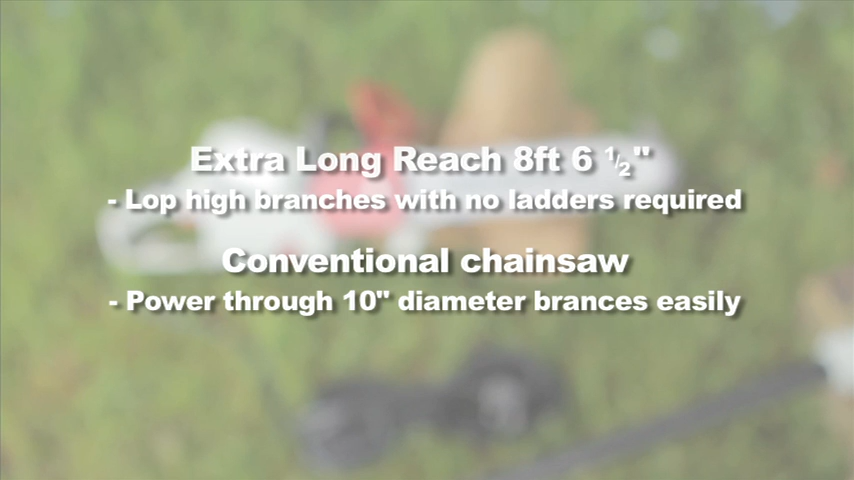 Extra Long Reach 8ft 6 1/2"
- Lop high branches with no ladders required
Conventional chainsaw
- Power through 10" diameter brances easily